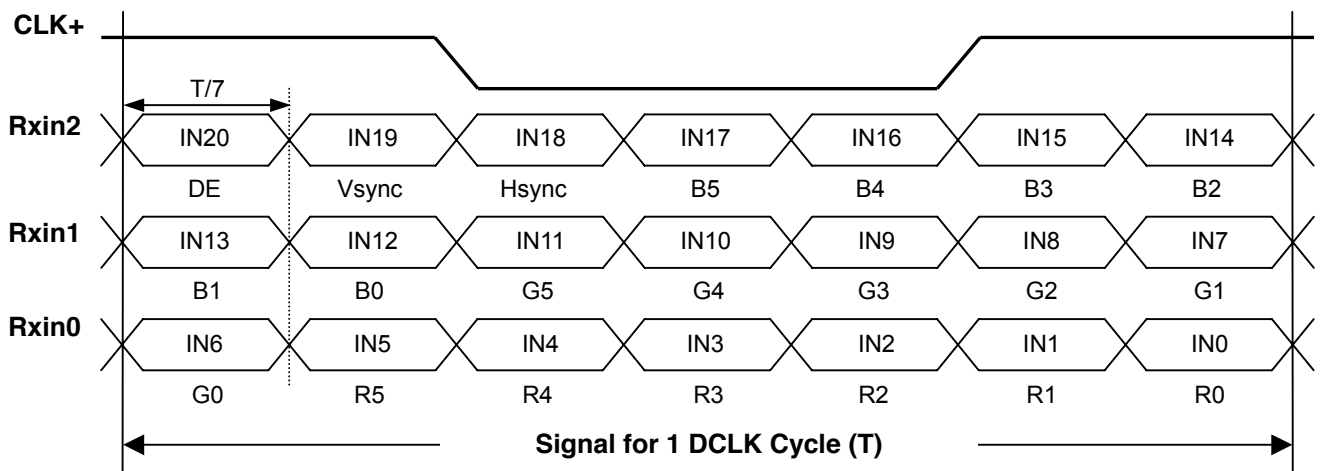 CLK+
T/7
Rxin2 IN20 IN19 IN18 IN17 IN16 IN15 IN14
DE Vsync Hsync B5 B4 B3 B2
Rxin1 IN13 IN12 IN11 IN10 IN9 IN8 IN7
B1 B0 G5 G4 G3 G2 G1
Rxin0 IN6 IN5 IN4 IN3 IN2 IN1 IN0
G0 R5 R4 R3 R2 R1 R0
Signal for 1 DCLK Cycle (T)